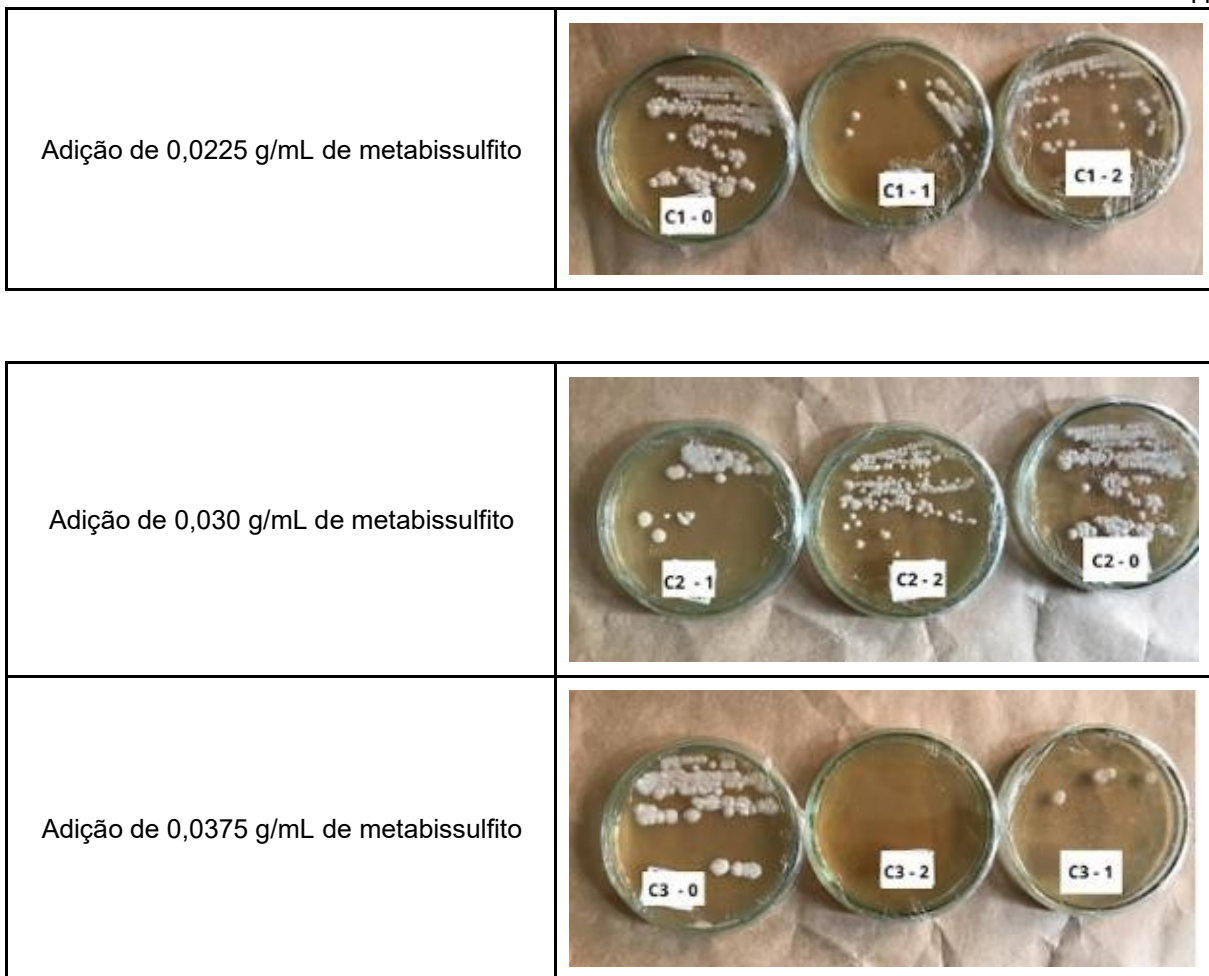 Adição de 0,0225 g/mL de metabissulfito
C1 - 0
C1 - 1
C1 - 2
Adição de 0,030 g/mL de metabissulfito
C2 - 1
C2 - 2
C2 - 0
Adição de 0,0375 g/mL de metabissulfito
C3 - 0
C3 - 2
C3 - 1